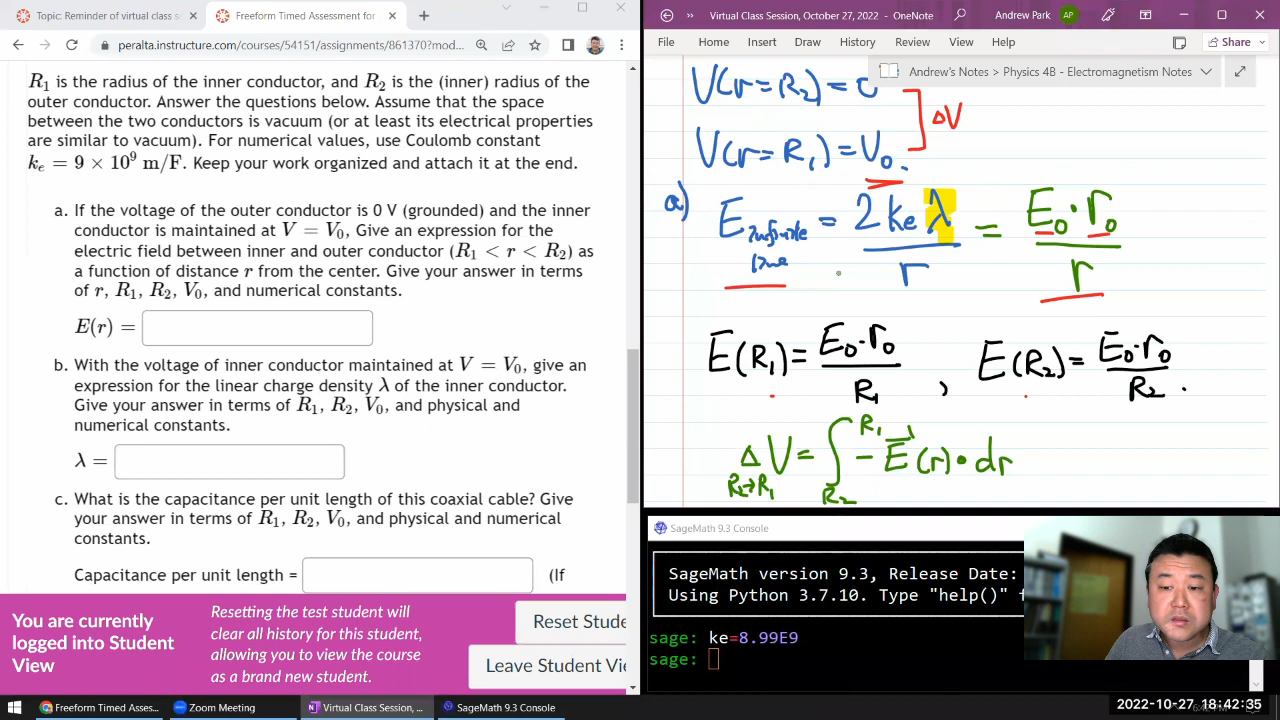 Topic: Reminder of virtual class s
Freeform Timed Assessment for
peralta.instructure.com/courses/54151/assignments/861370?mod...
R₁ is the radius of the inner conductor, and R₂ is the (inner) radius of the
outer conductor. Answer the questions below. Assume that the space
between the two conductors is vacuum (or at least its electrical properties
are similar to vacuum). For numerical values, use Coulomb constant
kₑ = 9 × 10⁹ m/F. Keep your work organized and attach it at the end.
a. If the voltage of the outer conductor is 0 V (grounded) and the inner
conductor is maintained at V = V₀, Give an expression for the
electric field between inner and outer conductor (R₁ < r < R₂) as
a function of distance r from the center. Give your answer in terms
of r, R₁, R₂, V₀, and numerical constants.
E(r) =
b. With the voltage of inner conductor maintained at V = V₀, give an
expression for the linear charge density λ of the inner conductor.
Give your answer in terms of R₁, R₂, V₀, and physical and
numerical constants.
λ =
c. What is the capacitance per unit length of this coaxial cable? Give
your answer in terms of R₁, R₂, V₀, and physical and numerical
constants.
Capacitance per unit length = (If
You are currently
logged into Student
View
Resetting the test student will
clear all history for this student,
allowing you to view the course
as a brand new student.
Reset Stude
Leave Student Vie
Virtual Class Session, October 27, 2022 - OneNote
Andrew Park AP
File Home Insert Draw History Review View Help Share
Andrew's Notes > Physics 4B - Electromagnetism Notes
V(r=R₂)=0
ΔV
V(r=R₁)=V₀.
a) E infinite line = 2 ke λ / r = E₀·r₀ / r
E(R₁)= E₀·r₀ / R₁ , E(R₂)= E₀·r₀ / R₂ .
ΔV R₂→R₁ = ∫ R₂ R₁ -E⃗(r)•dr
SageMath 9.3 Console
SageMath version 9.3, Release Date:
Using Python 3.7.10. Type "help()" f
sage: ke=8.99E9
sage:
Freeform Timed Asses...
Zoom Meeting
Virtual Class Session,...
SageMath 9.3 Console
2022-10-27 18:42:35